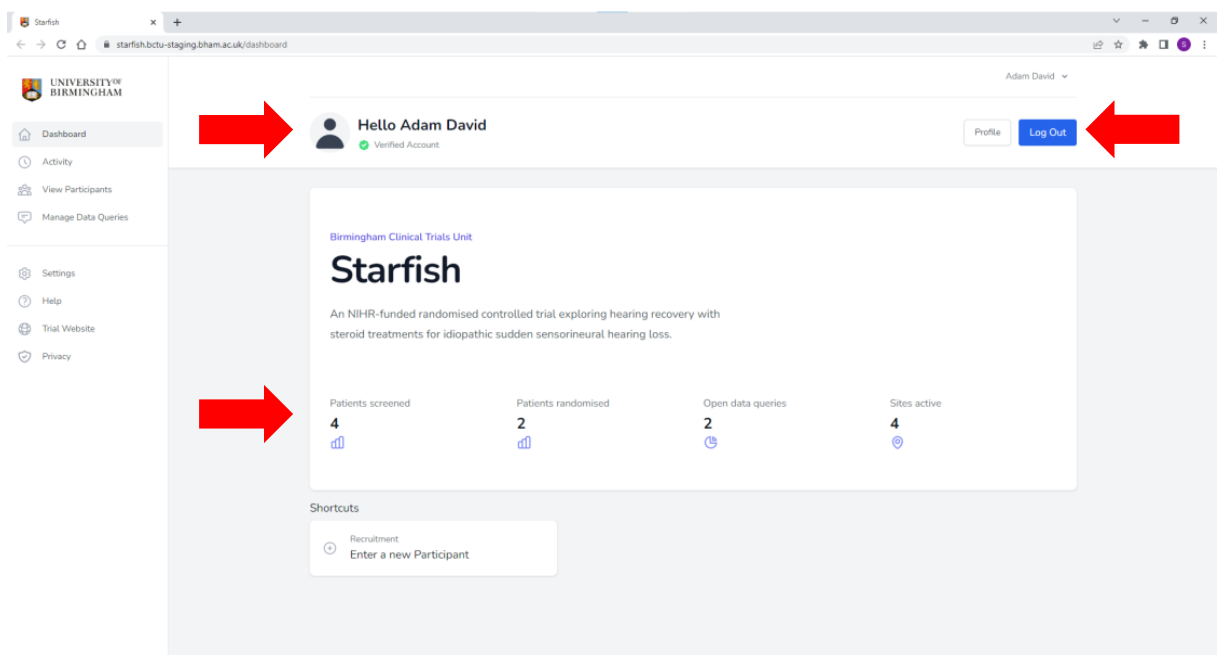 Starfish
starfish.bctu-staging.bham.ac.uk/dashboard
S
UNIVERSITYOF
BIRMINGHAM
Adam David
Dashboard
Activity
View Participants
Manage Data Queries
Settings
Help
Trial Website
Privacy
Hello Adam David
Verified Account
Profile
Log Out
Birmingham Clinical Trials Unit
Starfish
An NIHR-funded randomised controlled trial exploring hearing recovery with
steroid treatments for idiopathic sudden sensorineural hearing loss.
Patients screened
4
Patients randomised
2
Open data queries
2
Sites active
4
Shortcuts
Recruitment
Enter a new Participant